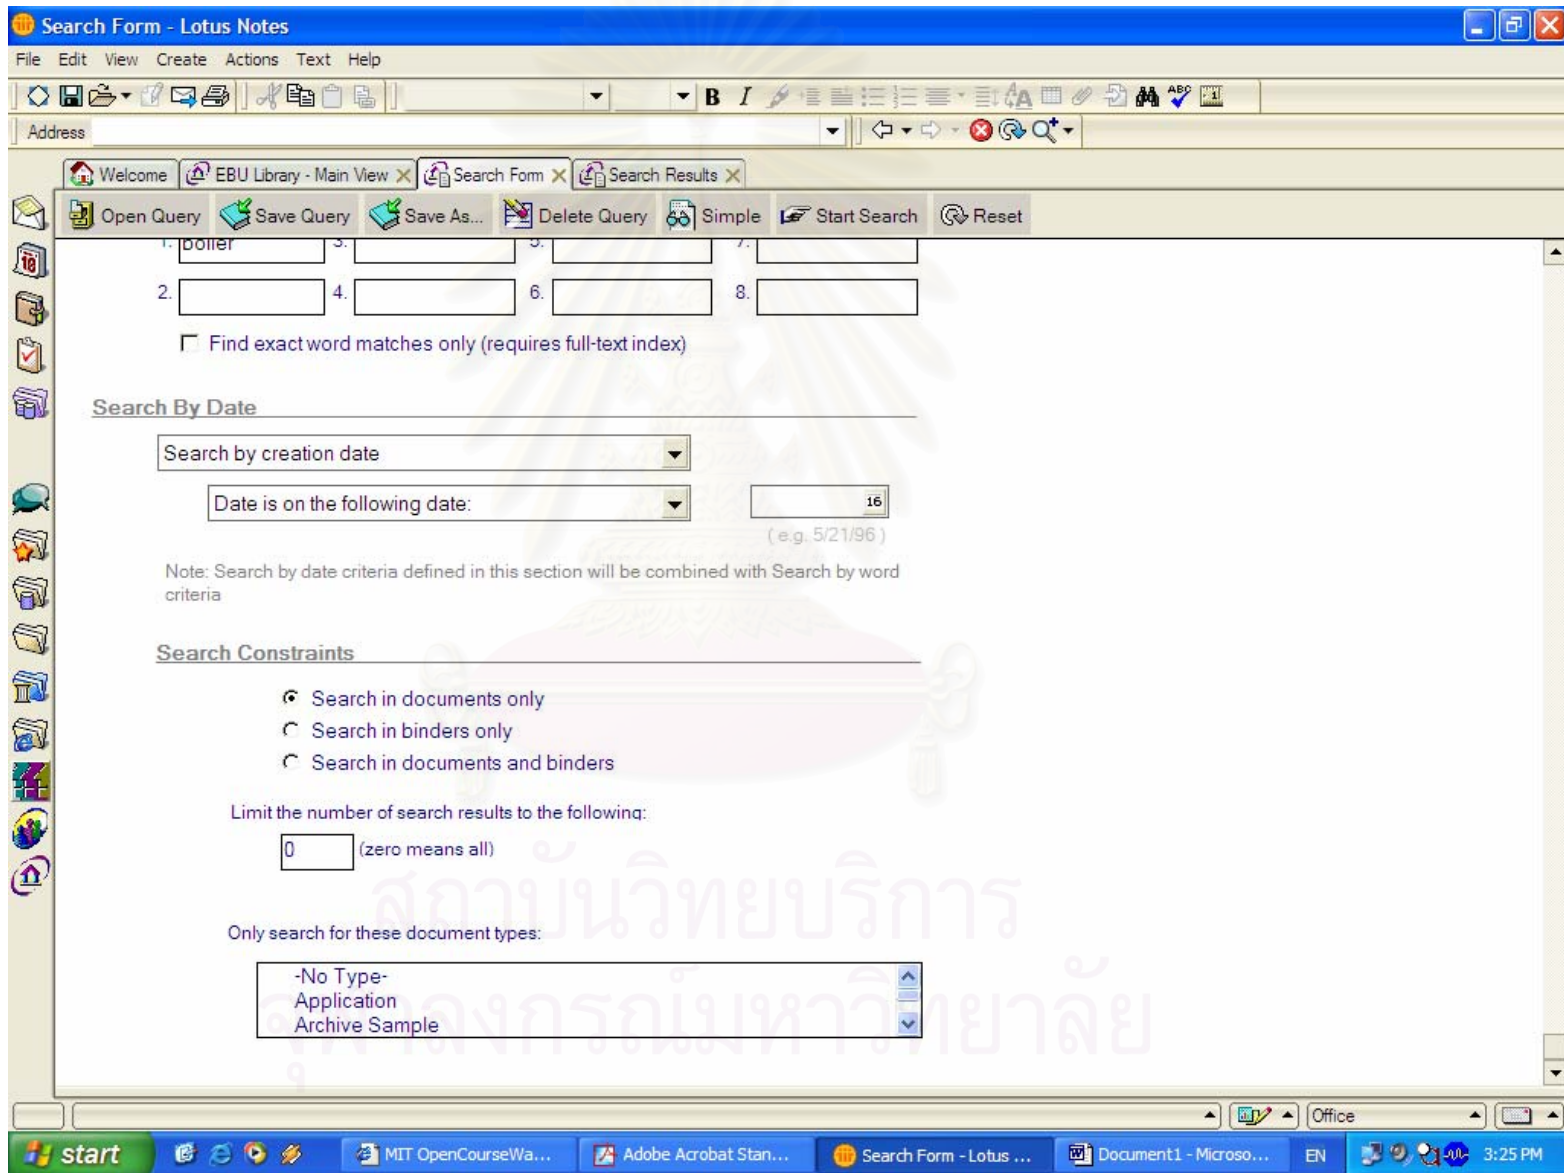 Search Form - Lotus Notes
File Edit View Create Actions Text Help
B I ABC
Address
Welcome EBU Library - Main View Search Form Search Results
Open Query Save Query Save As... Delete Query Simple Start Search Reset
1. boiler 3. 5. 7.
2. 4. 6. 8.
Find exact word matches only (requires full-text index)
Search By Date
Search by creation date
Date is on the following date: 16
( e.g. 5/21/96 )
Note: Search by date criteria defined in this section will be combined with Search by word
criteria
Search Constraints
Search in documents only
Search in binders only
Search in documents and binders
Limit the number of search results to the following:
0 (zero means all)
สถาบันวิทยบริการ
Only search for these document types:
-No Type-
Application
Archive Sample
จุฬาลงกรณ์มหาวิทยาลัย
Office
start MIT OpenCourseWa... Adobe Acrobat Stan... Search Form - Lotus ... Document1 - Microso... EN 3:25 PM